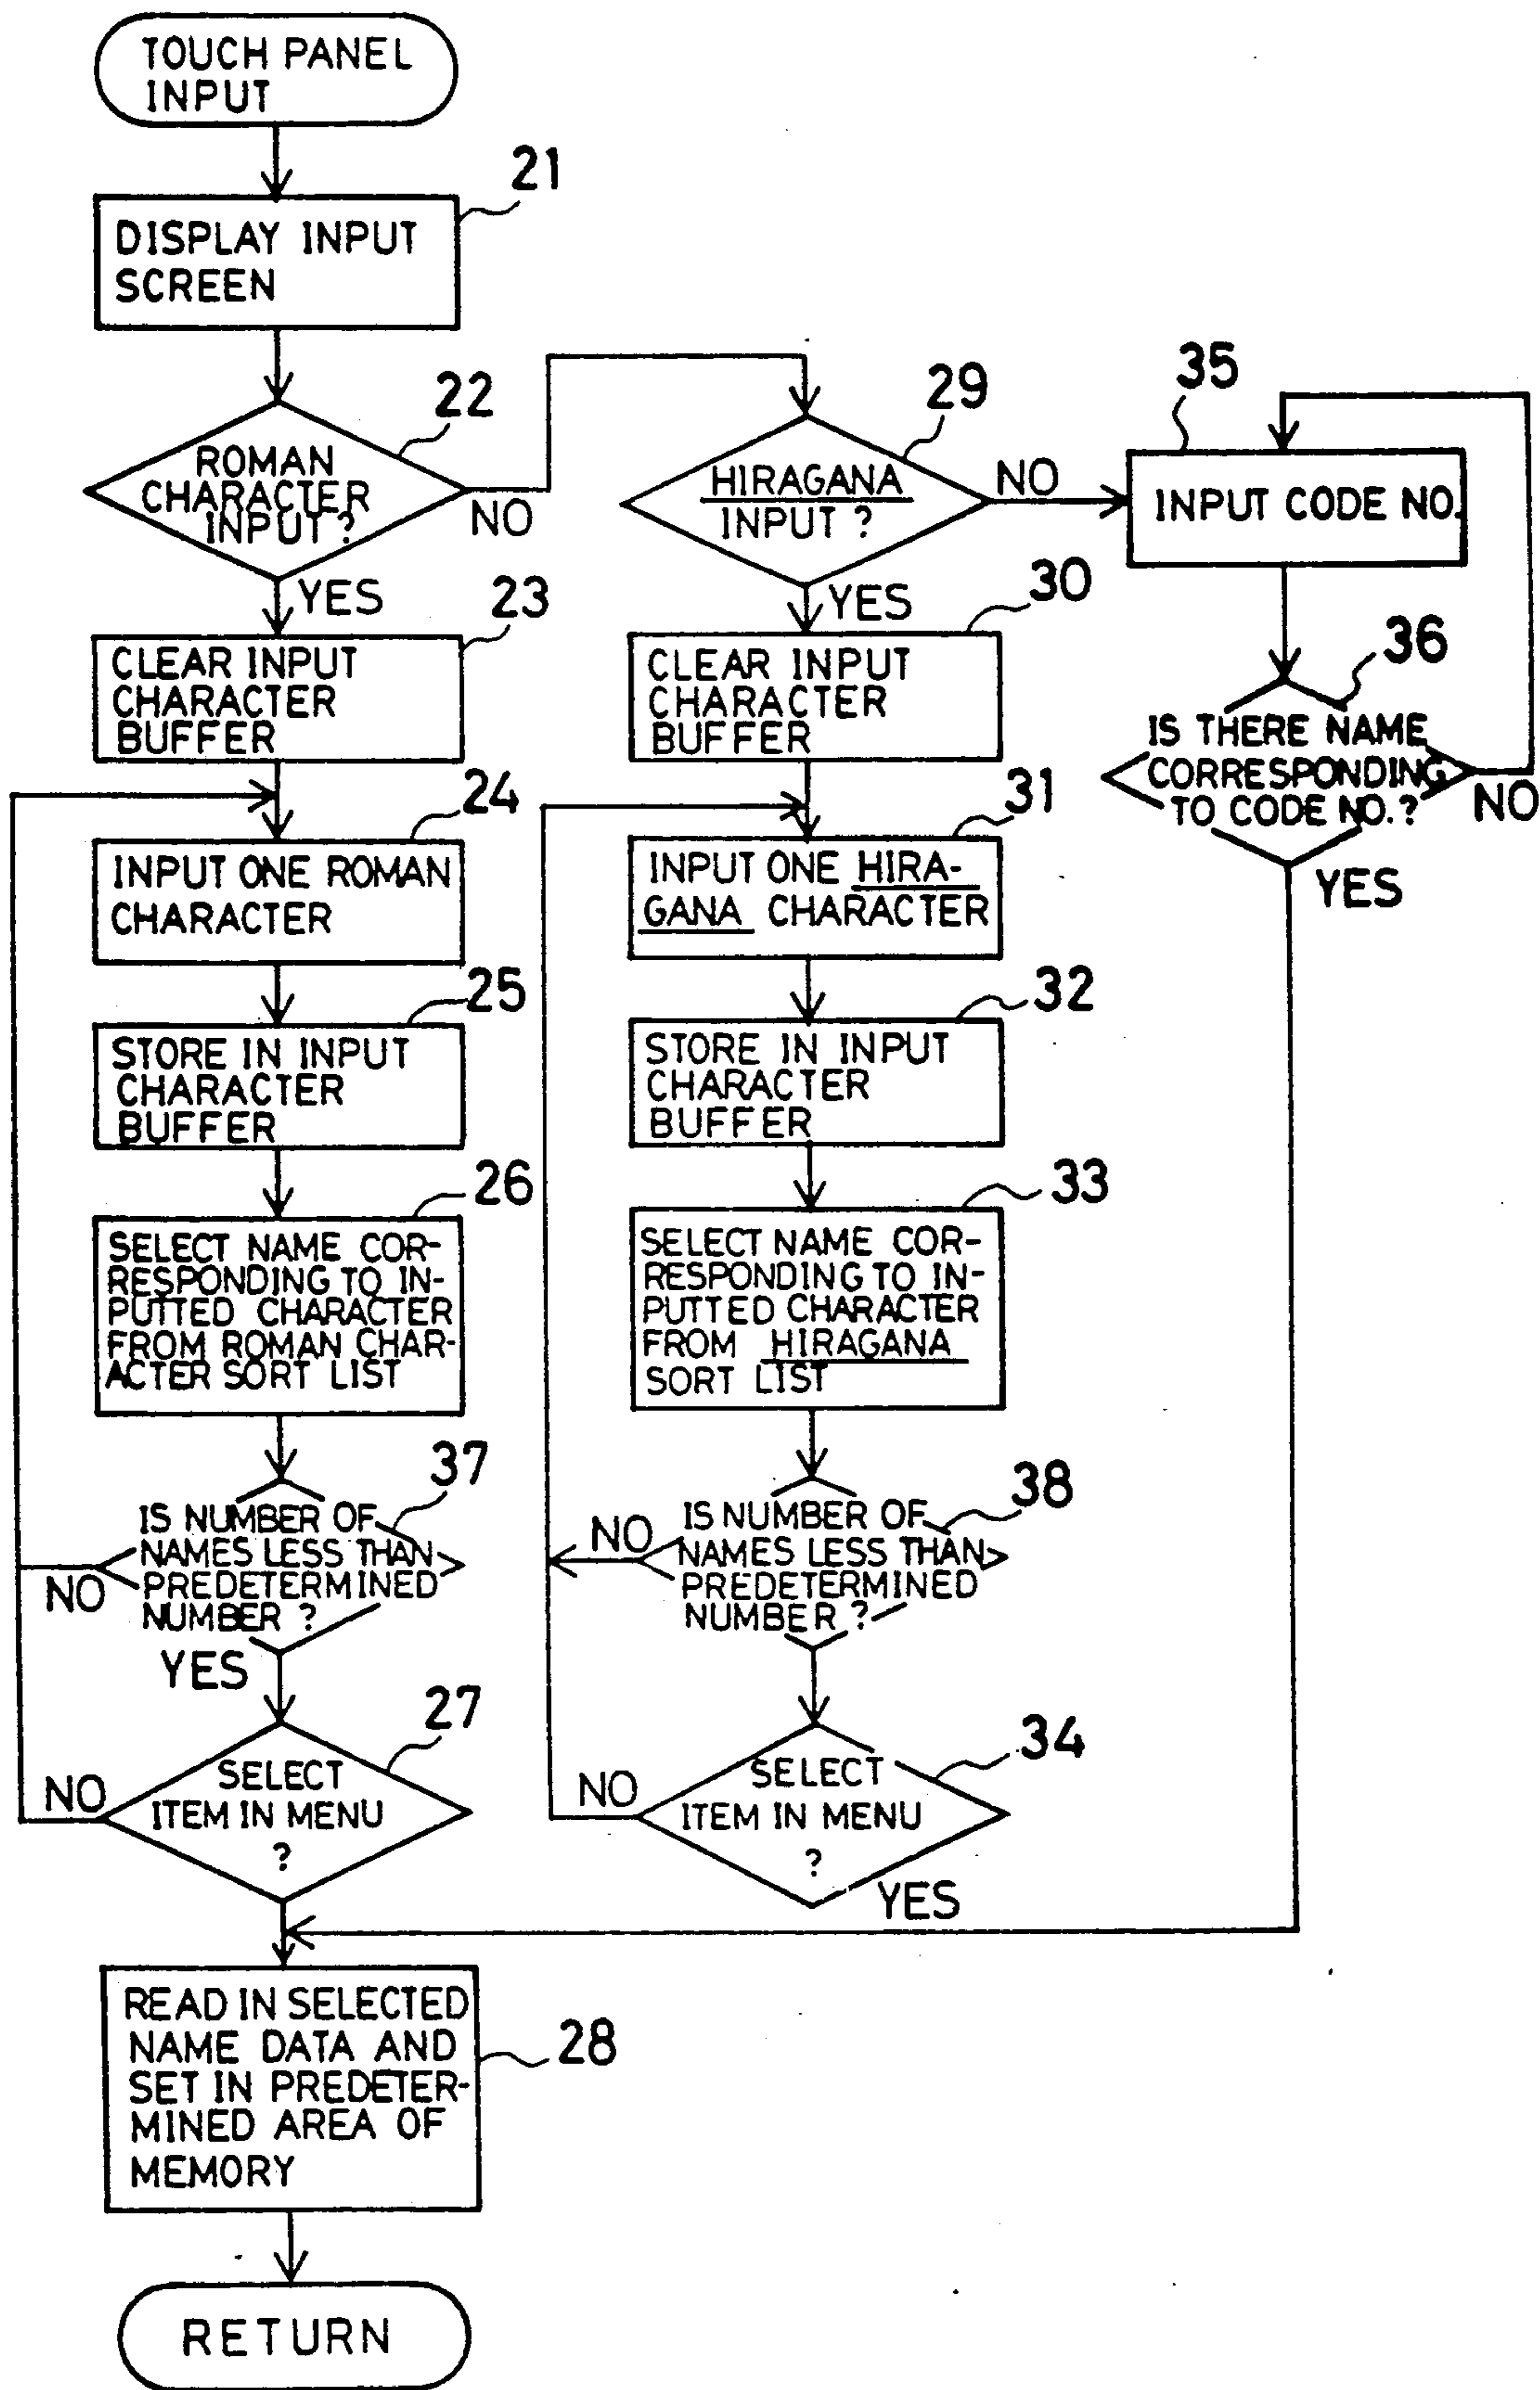 TOUCH PANEL
INPUT
21
DISPLAY INPUT
SCREEN
22
ROMAN
CHARACTER
INPUT ?
NO
YES
23
CLEAR INPUT
CHARACTER
BUFFER
24
INPUT ONE ROMAN
CHARACTER
25
STORE IN INPUT
CHARACTER
BUFFER
26
SELECT NAME COR-
RESPONDING TO IN-
PUTTED CHARACTER
FROM ROMAN CHAR-
ACTER SORT LIST
37
IS NUMBER OF
NAMES LESS THAN
PREDETERMINED
NUMBER ?
NO
YES
27
SELECT
ITEM IN MENU
?
NO
29
HIRAGANA
INPUT ?
NO
YES
30
CLEAR INPUT
CHARACTER
BUFFER
31
INPUT ONE HIRA-
GANA CHARACTER
32
STORE IN INPUT
CHARACTER
BUFFER
33
SELECT NAME COR-
RESPONDING TO IN-
PUTTED CHARACTER
FROM HIRAGANA
SORT LIST
38
IS NUMBER OF
NAMES LESS THAN
PREDETERMINED
NUMBER ?
NO
34
SELECT
ITEM IN MENU
?
NO
YES
35
INPUT CODE NO.
36
IS THERE NAME
CORRESPONDING
TO CODE NO. ?
NO
YES
READ IN SELECTED
NAME DATA AND
SET IN PREDETER-
MINED AREA OF
MEMORY
28
RETURN